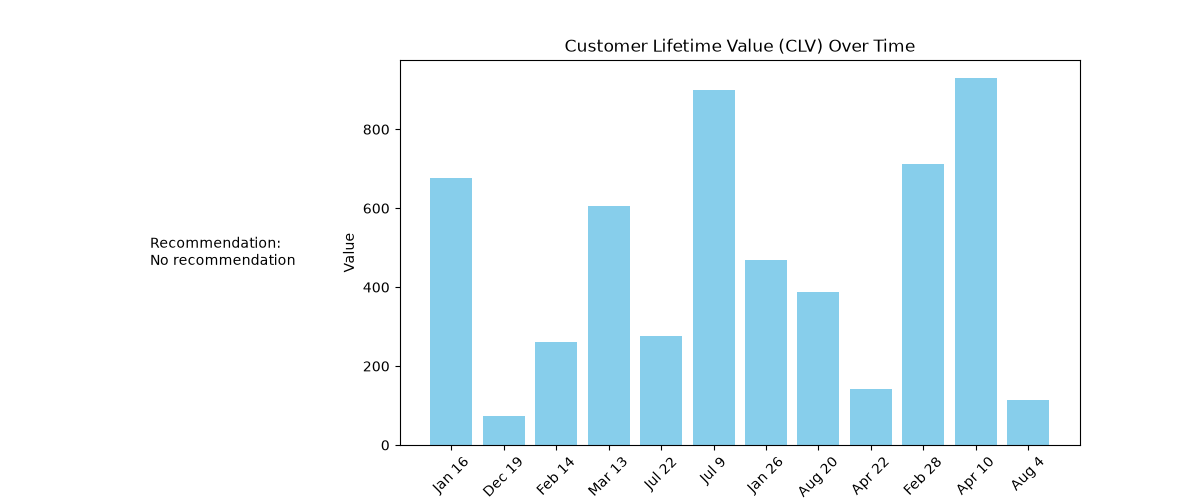 Customer Lifetime Value (CLV) Over Time
Recommendation:
No recommendation
Value
800
600
400
200
0
Jan 16
Dec 19
Feb 14
Mar 13
Jul 22
Jul 9
Jan 26
Aug 20
Apr 22
Feb 28
Apr 10
Aug 4